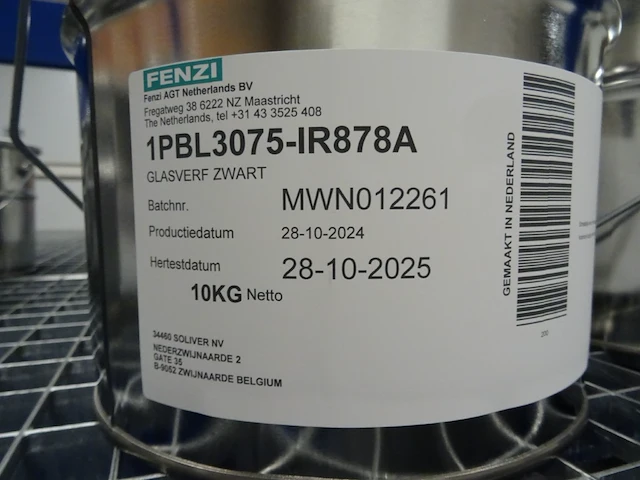 FENZI
Fenzi AGT Netherlands BV
Fregatweg 38 6222 NZ Maastricht
The Netherlands, tel +31 43 3525 408
1PBL3075-IR878A
GLASVERF ZWART
Batchnr. MWN012261
Productiedatum 28-10-2024
Hertestdatum 28-10-2025
10KG Netto
34460 SOLIVER NV
NEDERZWIJNAARDE 2
GATE 35
B-9052 ZWIJNAARDE BELGIUM
GEMAAKT IN NEDERLAND
200